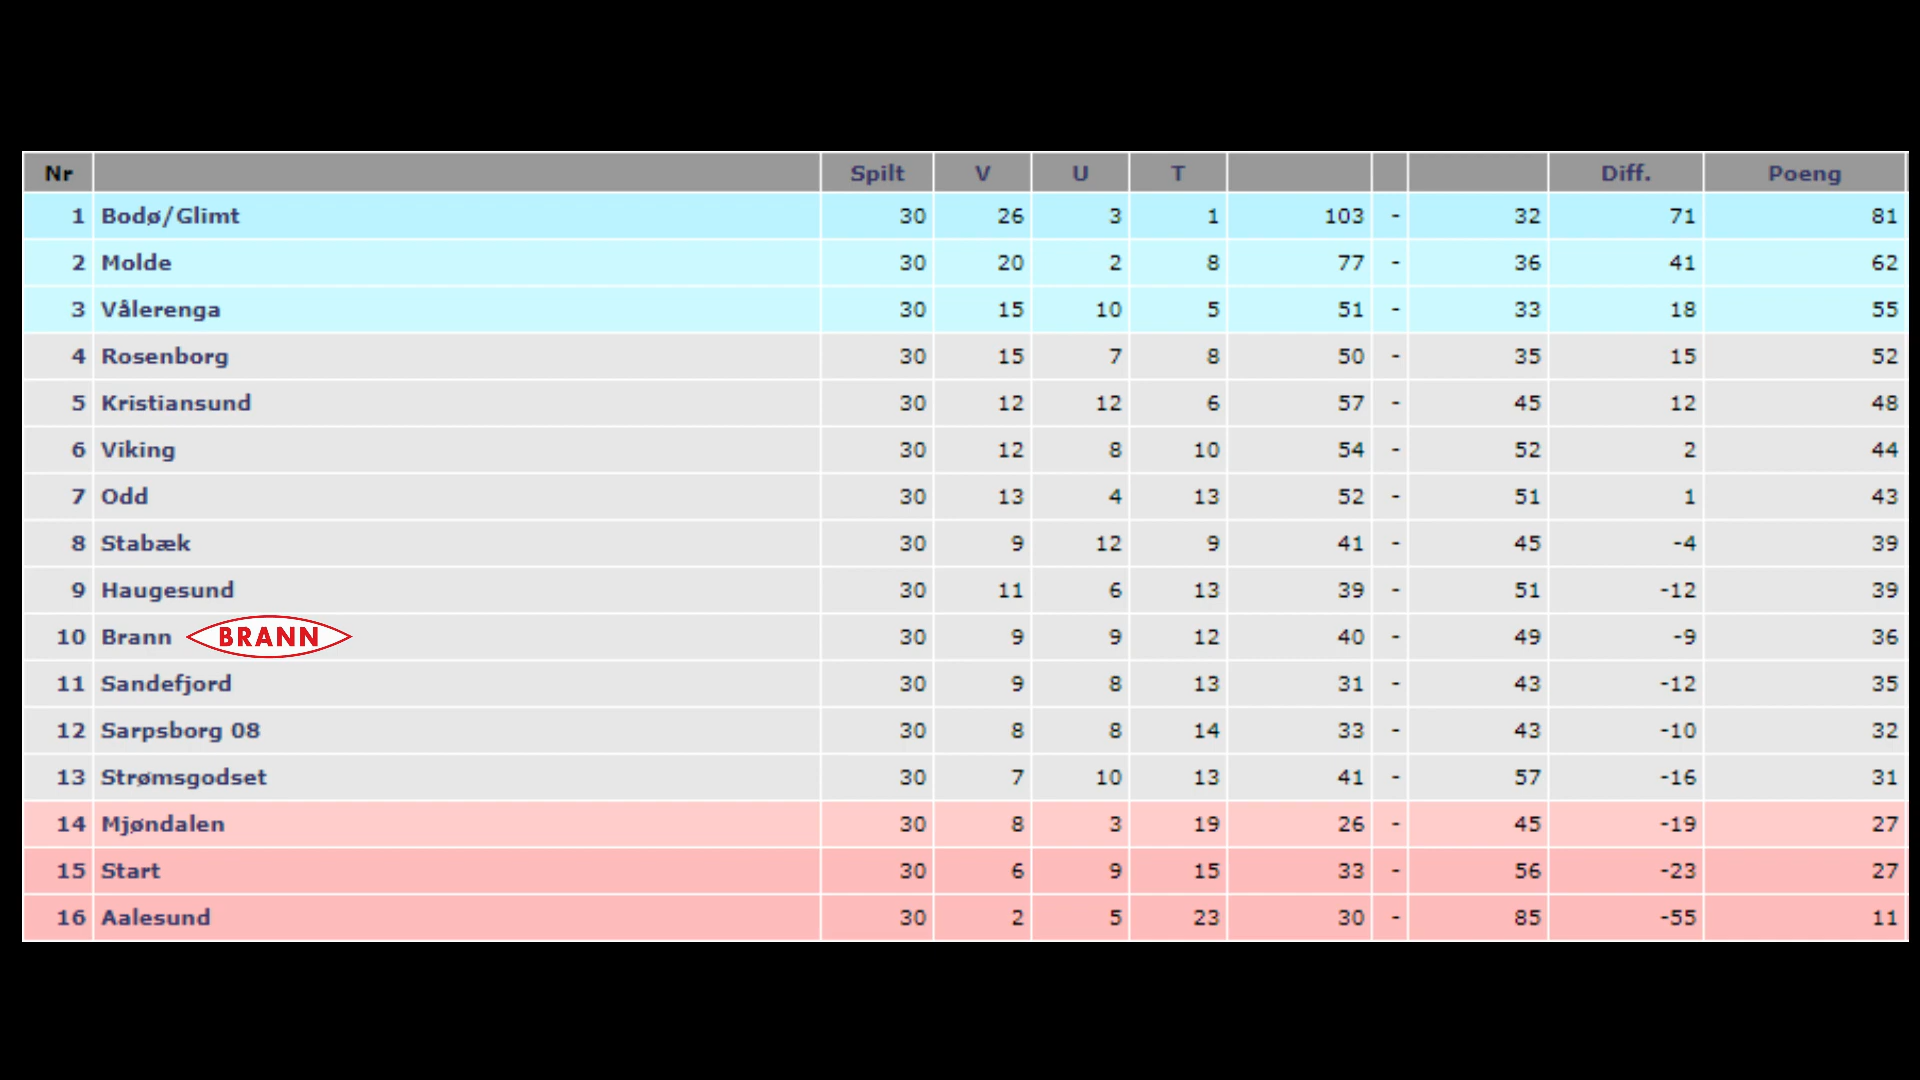 Nr Spilt V U T Diff. Poeng
1 Bodø/Glimt 30 26 3 1 103 - 32 71 81
2 Molde 30 20 2 8 77 - 36 41 62
3 Vålerenga 30 15 10 5 51 - 33 18 55
4 Rosenborg 30 15 7 8 50 - 35 15 52
5 Kristiansund 30 12 12 6 57 - 45 12 48
6 Viking 30 12 8 10 54 - 52 2 44
7 Odd 30 13 4 13 52 - 51 1 43
8 Stabæk 30 9 12 9 41 - 45 -4 39
9 Haugesund 30 11 6 13 39 - 51 -12 39
10 Brann BRANN 30 9 9 12 40 - 49 -9 36
11 Sandefjord 30 9 8 13 31 - 43 -12 35
12 Sarpsborg 08 30 8 8 14 33 - 43 -10 32
13 Strømsgodset 30 7 10 13 41 - 57 -16 31
14 Mjøndalen 30 8 3 19 26 - 45 -19 27
15 Start 30 6 9 15 33 - 56 -23 27
16 Aalesund 30 2 5 23 30 - 85 -55 11